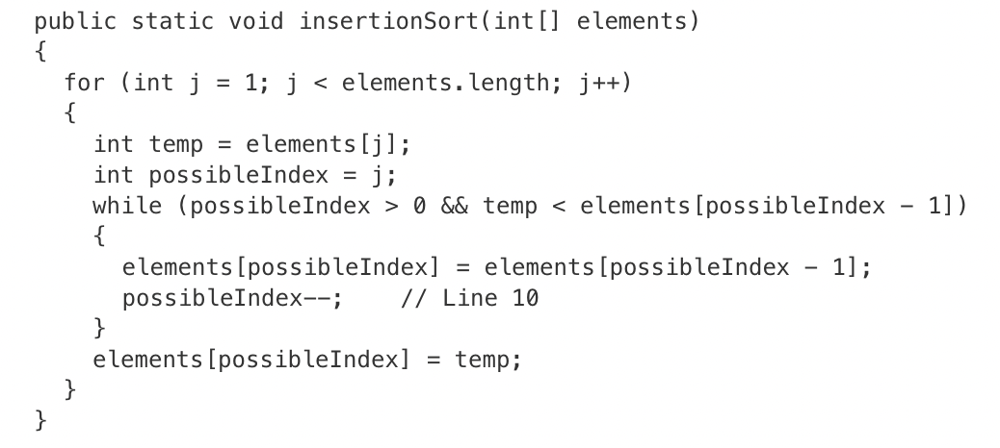 public static void insertionSort(int[] elements)
{
  for (int j = 1; j < elements.length; j++)
  {
    int temp = elements[j];
    int possibleIndex = j;
    while (possibleIndex > 0 && temp < elements[possibleIndex - 1])
    {
      elements[possibleIndex] = elements[possibleIndex - 1];
      possibleIndex--;    // Line 10
    }
    elements[possibleIndex] = temp;
  }
}